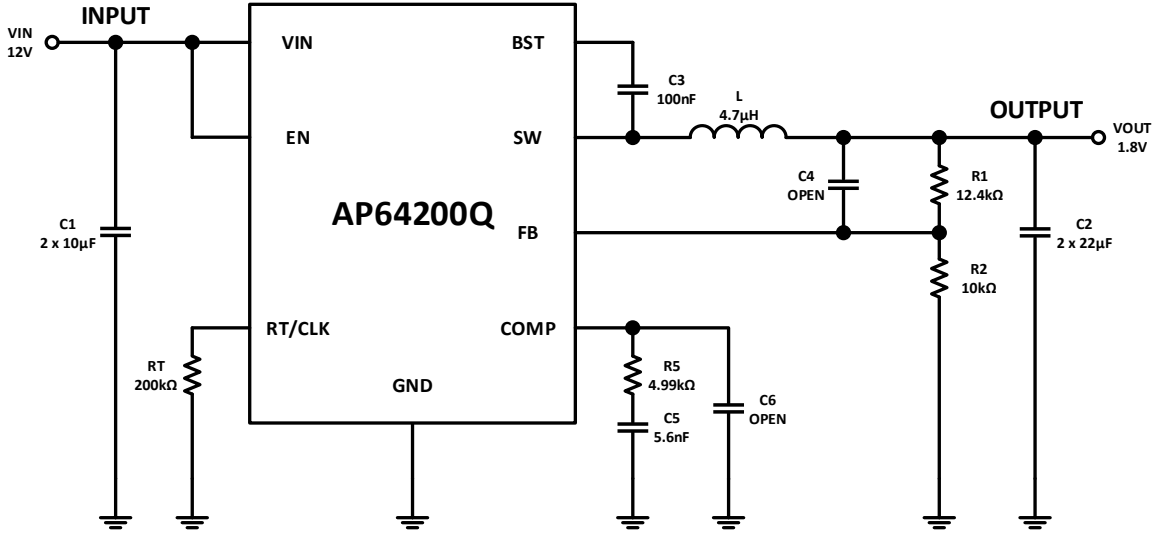 INPUT
VIN
12V
VIN
BST
C3
100nF
L
4.7µH
OUTPUT
VOUT
1.8V
EN
SW
C4
OPEN
R1
12.4kΩ
AP64200Q
C1
2 x 10µF
FB
C2
2 x 22µF
R2
10kΩ
RT/CLK
COMP
RT
200kΩ
GND
R5
4.99kΩ
C5
5.6nF
C6
OPEN